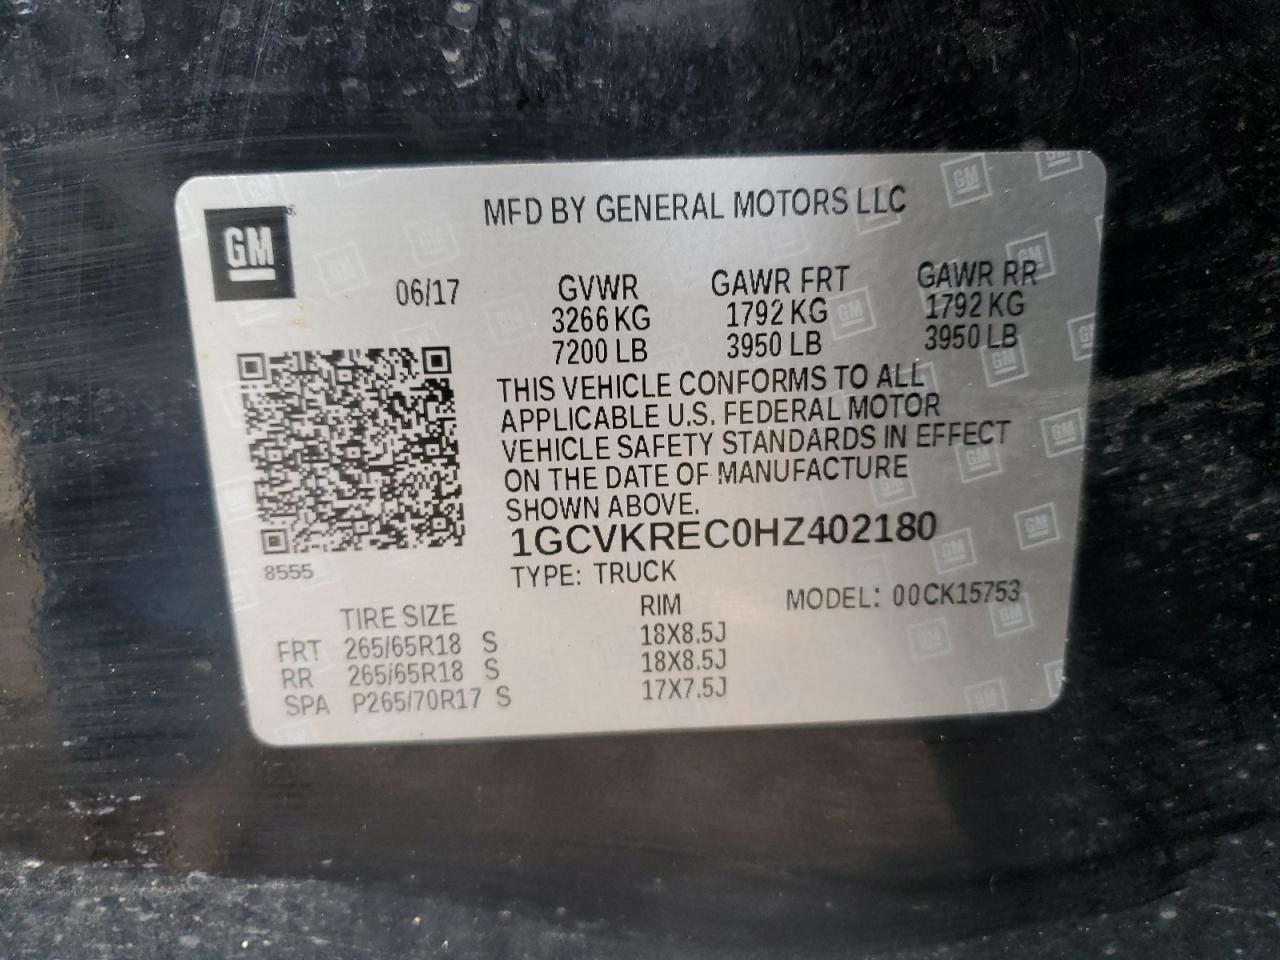 MFD BY GENERAL MOTORS LLC
GM
06/17 GVWR GAWR FRT GAWR RR
3266 KG 1792 KG 1792 KG
7200 LB 3950 LB 3950 LB
THIS VEHICLE CONFORMS TO ALL
APPLICABLE U.S. FEDERAL MOTOR
VEHICLE SAFETY STANDARDS IN EFFECT
ON THE DATE OF MANUFACTURE
SHOWN ABOVE.
1GCVKREC0HZ402180
8555
TYPE: TRUCK
MODEL: 00CK15753
TIRE SIZE RIM
FRT 265/65R18 S 18X8.5J
RR 265/65R18 S 18X8.5J
SPA P265/70R17 S 17X7.5J